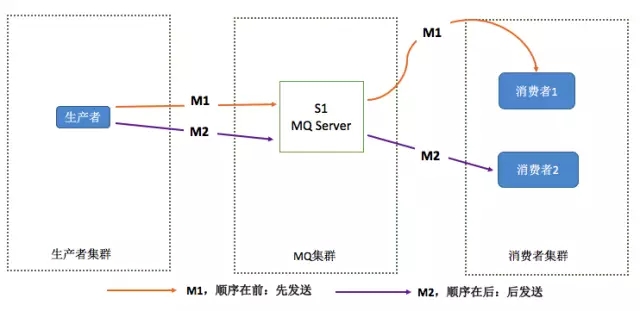 M1
M1
消费者1
S1
MQ Server
生产者
M2
M2
消费者2
生产者集群
MQ集群
消费者集群
M1，顺序在前：先发送
M2，顺序在后：后发送